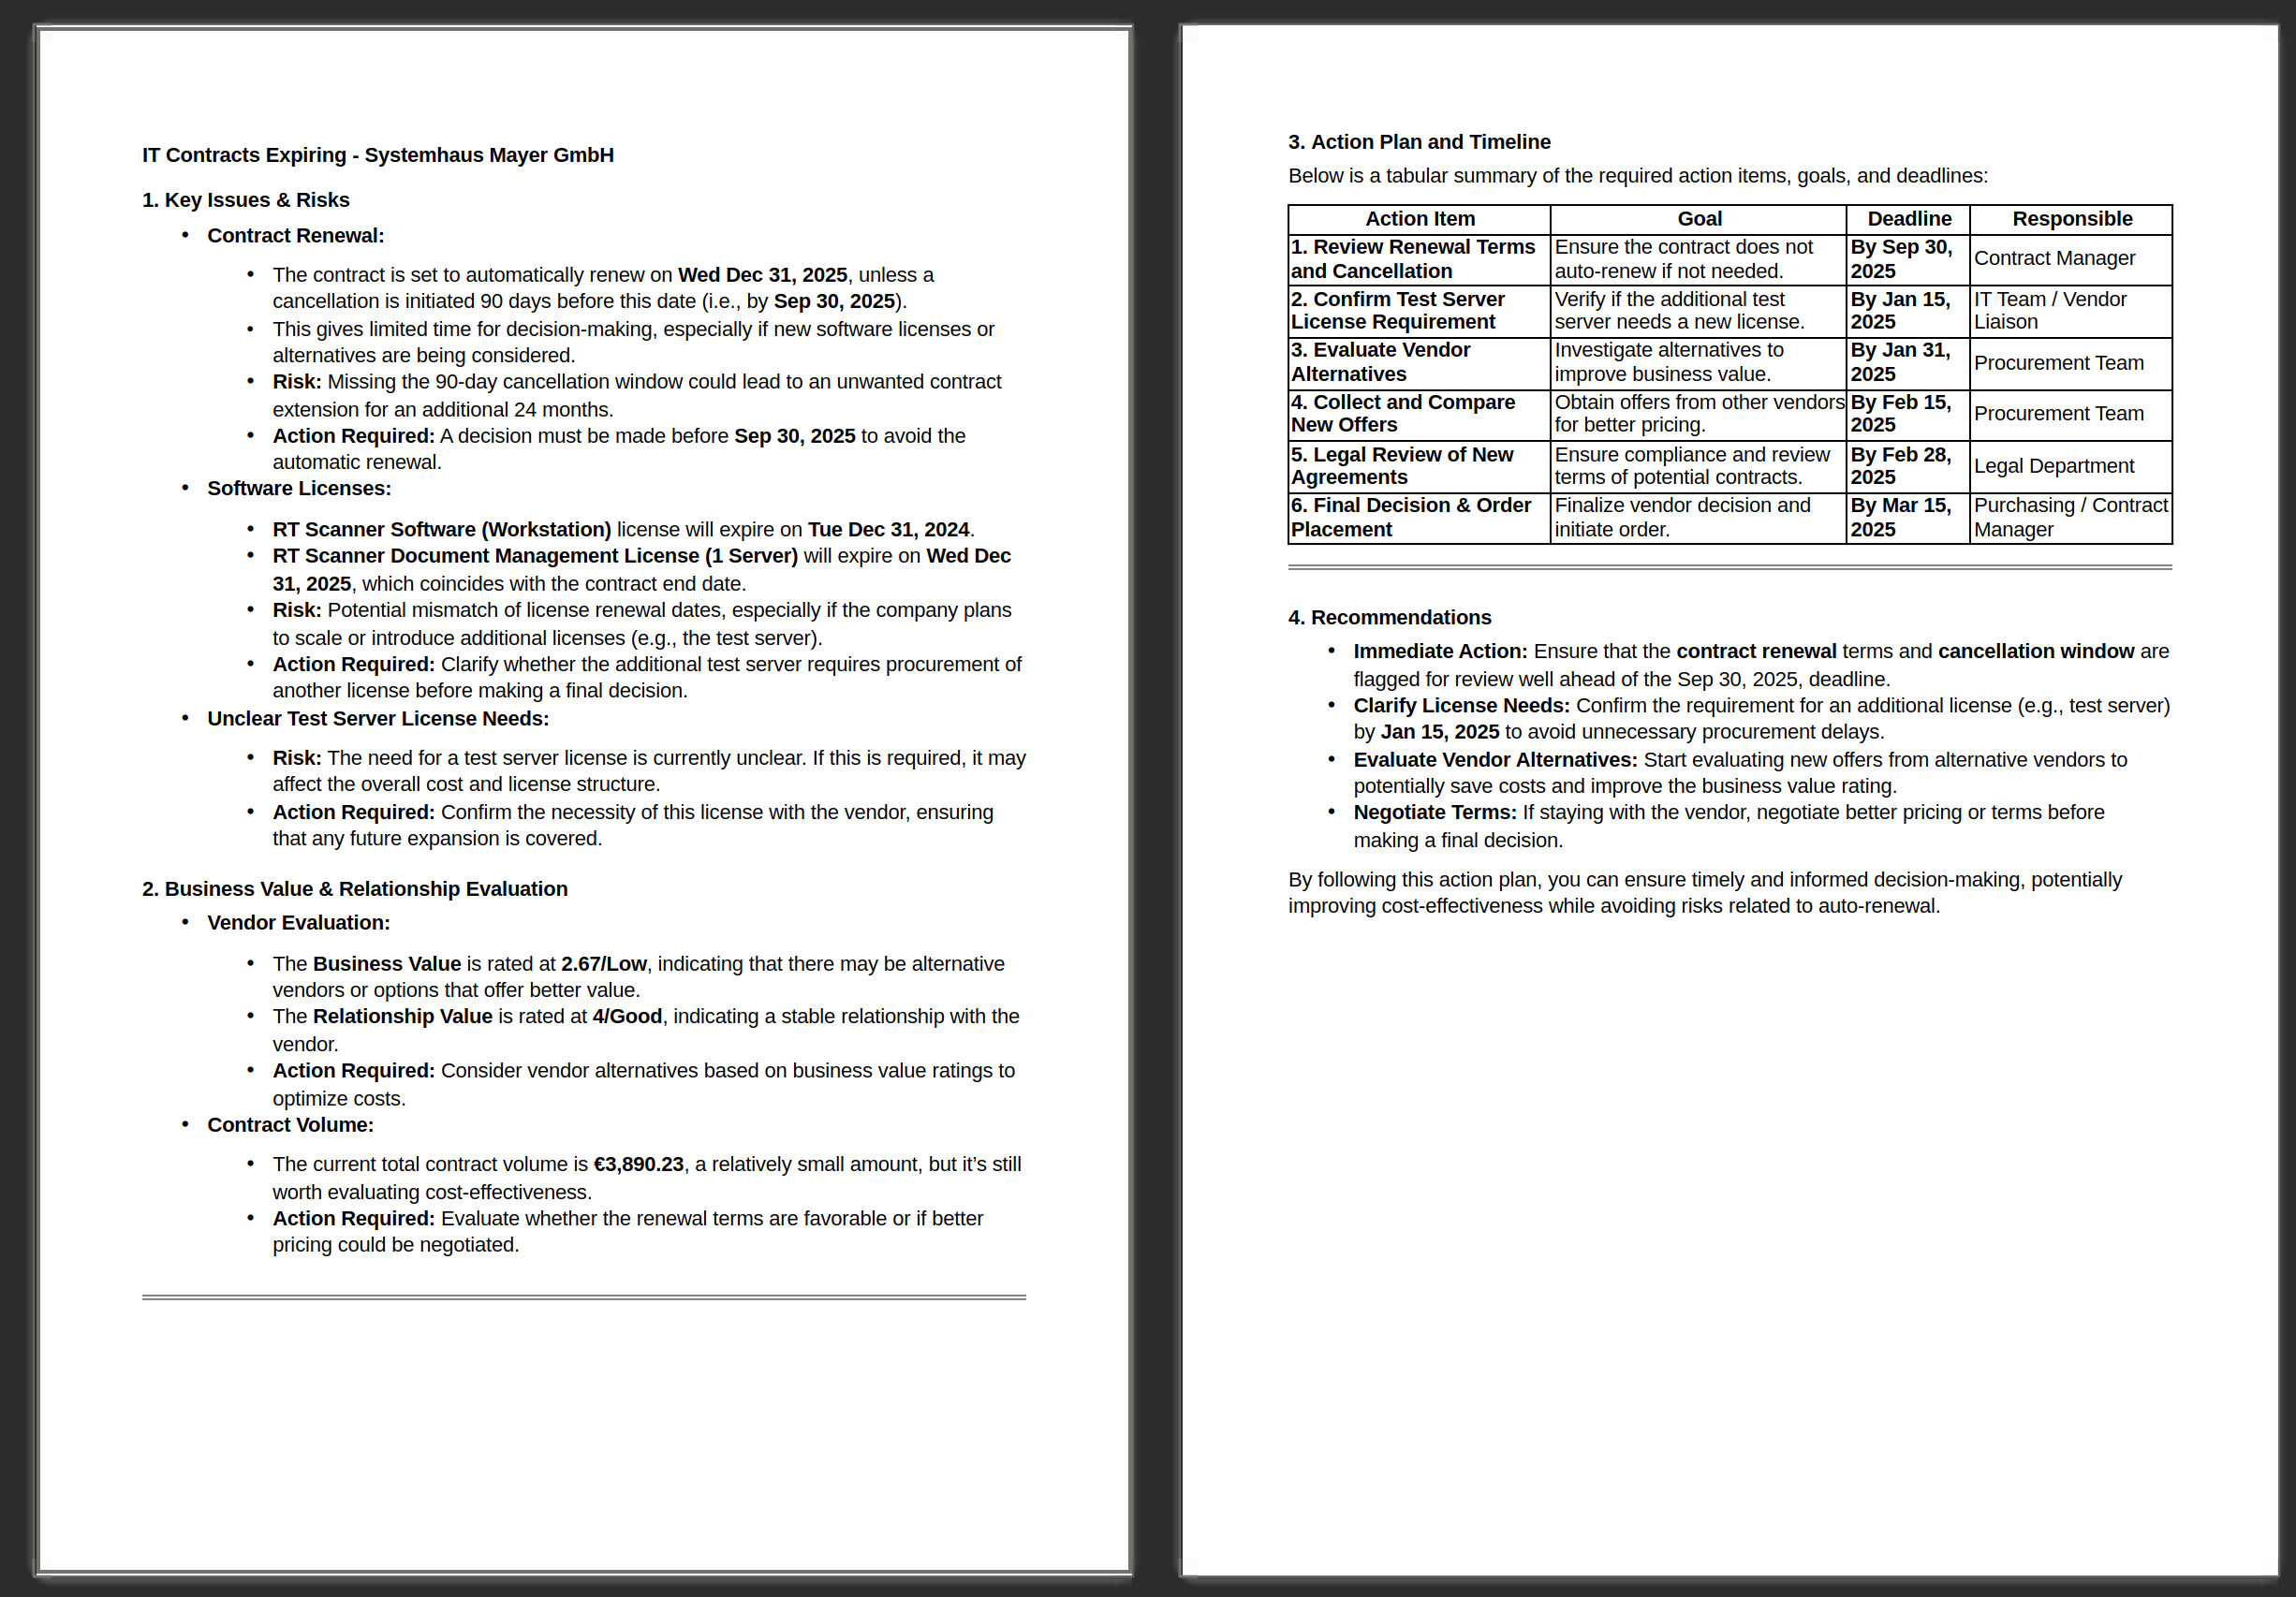 IT Contracts Expiring - Systemhaus Mayer GmbH
1. Key Issues & Risks
• Contract Renewal:
• The contract is set to automatically renew on Wed Dec 31, 2025, unless a
cancellation is initiated 90 days before this date (i.e., by Sep 30, 2025).
• This gives limited time for decision-making, especially if new software licenses or
alternatives are being considered.
• Risk: Missing the 90-day cancellation window could lead to an unwanted contract
extension for an additional 24 months.
• Action Required: A decision must be made before Sep 30, 2025 to avoid the
automatic renewal.
• Software Licenses:
• RT Scanner Software (Workstation) license will expire on Tue Dec 31, 2024.
• RT Scanner Document Management License (1 Server) will expire on Wed Dec
31, 2025, which coincides with the contract end date.
• Risk: Potential mismatch of license renewal dates, especially if the company plans
to scale or introduce additional licenses (e.g., the test server).
• Action Required: Clarify whether the additional test server requires procurement of
another license before making a final decision.
• Unclear Test Server License Needs:
• Risk: The need for a test server license is currently unclear. If this is required, it may
affect the overall cost and license structure.
• Action Required: Confirm the necessity of this license with the vendor, ensuring
that any future expansion is covered.
2. Business Value & Relationship Evaluation
• Vendor Evaluation:
• The Business Value is rated at 2.67/Low, indicating that there may be alternative
vendors or options that offer better value.
• The Relationship Value is rated at 4/Good, indicating a stable relationship with the
vendor.
• Action Required: Consider vendor alternatives based on business value ratings to
optimize costs.
• Contract Volume:
• The current total contract volume is €3,890.23, a relatively small amount, but it’s still
worth evaluating cost-effectiveness.
• Action Required: Evaluate whether the renewal terms are favorable or if better
pricing could be negotiated.
3. Action Plan and Timeline
Below is a tabular summary of the required action items, goals, and deadlines:
Action Item Goal Deadline Responsible
1. Review Renewal Terms Ensure the contract does not By Sep 30, Contract Manager
and Cancellation auto-renew if not needed. 2025
2. Confirm Test Server Verify if the additional test By Jan 15, IT Team / Vendor
License Requirement server needs a new license. 2025 Liaison
3. Evaluate Vendor Investigate alternatives to By Jan 31, Procurement Team
Alternatives improve business value. 2025
4. Collect and Compare Obtain offers from other vendors By Feb 15, Procurement Team
New Offers for better pricing. 2025
5. Legal Review of New Ensure compliance and review By Feb 28, Legal Department
Agreements terms of potential contracts. 2025
6. Final Decision & Order Finalize vendor decision and By Mar 15, Purchasing / Contract
Placement initiate order. 2025 Manager
4. Recommendations
• Immediate Action: Ensure that the contract renewal terms and cancellation window are
flagged for review well ahead of the Sep 30, 2025, deadline.
• Clarify License Needs: Confirm the requirement for an additional license (e.g., test server)
by Jan 15, 2025 to avoid unnecessary procurement delays.
• Evaluate Vendor Alternatives: Start evaluating new offers from alternative vendors to
potentially save costs and improve the business value rating.
• Negotiate Terms: If staying with the vendor, negotiate better pricing or terms before
making a final decision.
By following this action plan, you can ensure timely and informed decision-making, potentially
improving cost-effectiveness while avoiding risks related to auto-renewal.